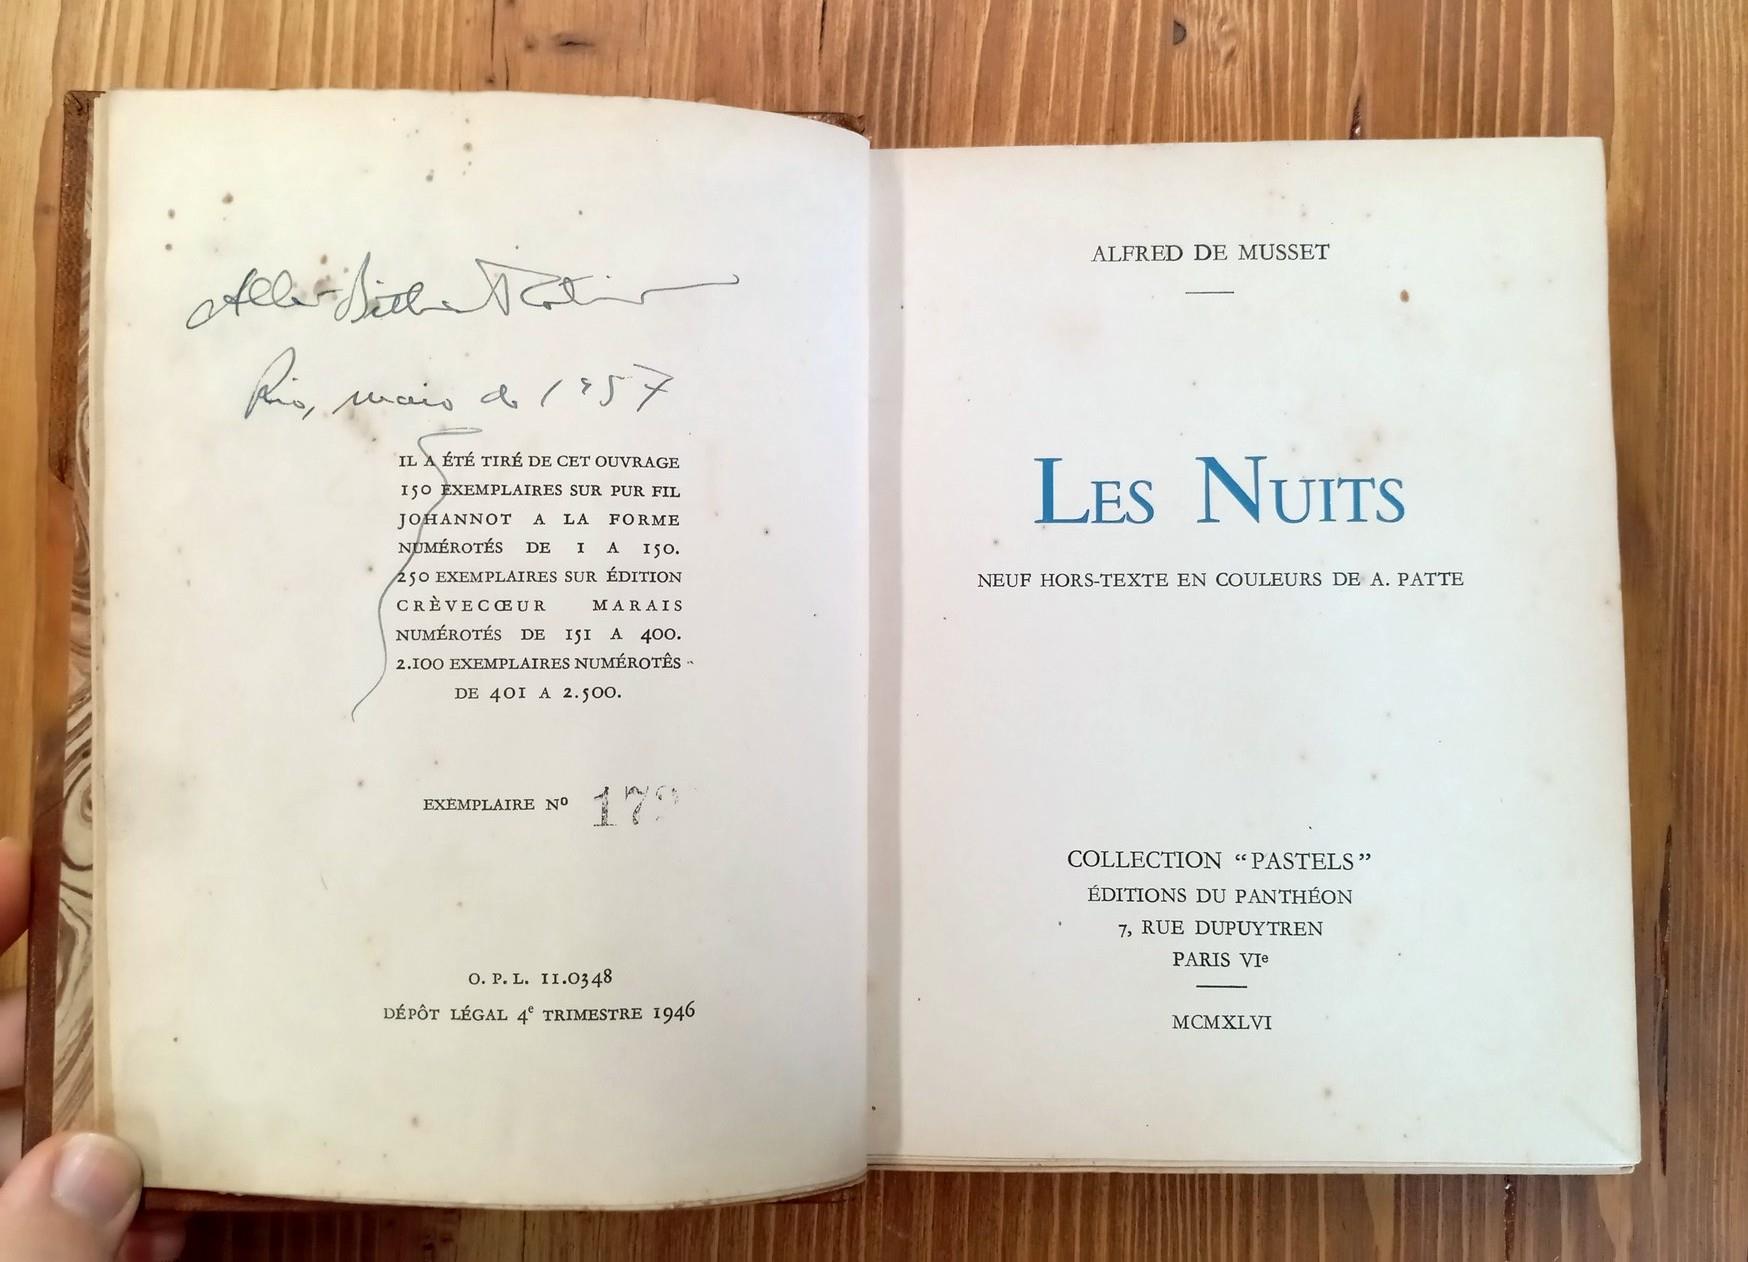 Rio, maio de 1957
IL A ÉTÉ TIRÉ DE CET OUVRAGE
150 EXEMPLAIRES SUR PUR FIL
JOHANNOT A LA FORME
NUMÉROTÉS DE 1 A 150.
250 EXEMPLAIRES SUR ÉDITION
CRÈVECŒUR MARAIS
NUMÉROTÉS DE 151 A 400.
2.100 EXEMPLAIRES NUMÉROTÊS
DE 401 A 2.500.
EXEMPLAIRE Nº
O. P. L. 11.0348
DÉPÔT LÉGAL 4e TRIMESTRE 1946
ALFRED DE MUSSET
LES NUITS
NEUF HORS-TEXTE EN COULEURS DE A. PATTE
COLLECTION “PASTELS”
ÉDITIONS DU PANTHÉON
7, RUE DUPUYTREN
PARIS VIe
MCMXLVI